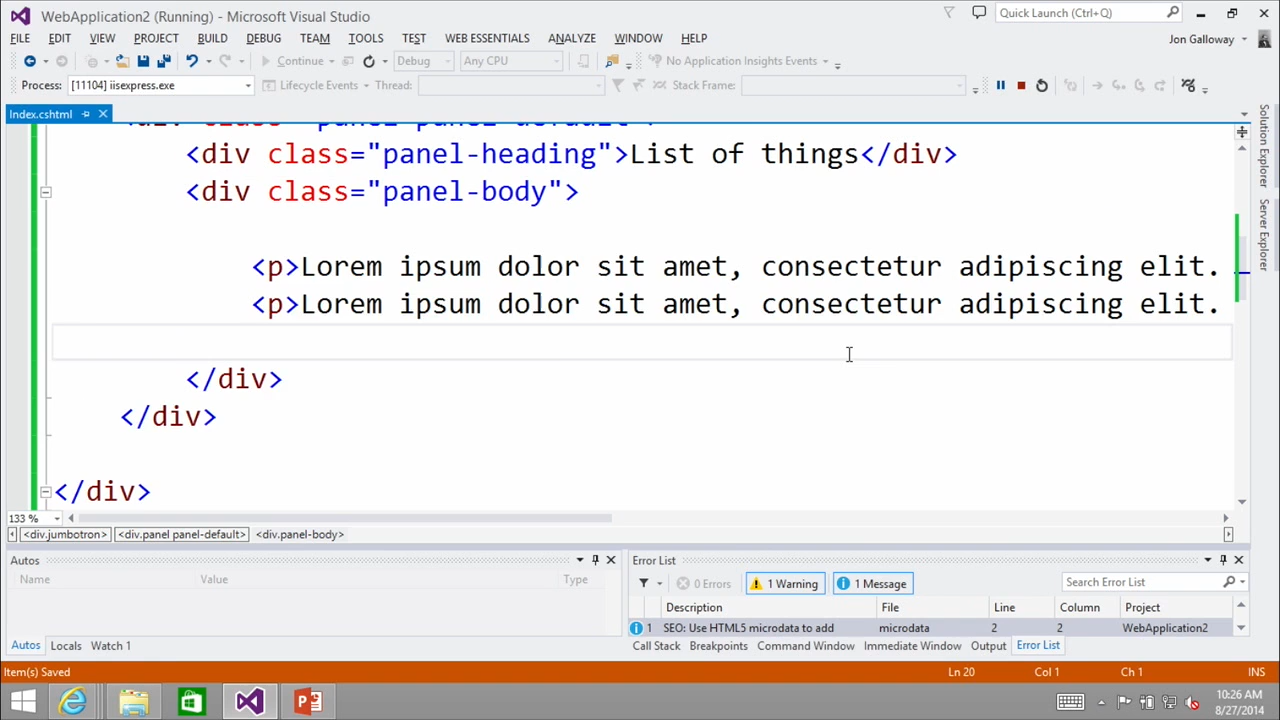 WebApplication2 (Running) - Microsoft Visual Studio
Quick Launch (Ctrl+Q)
FILE EDIT VIEW PROJECT BUILD DEBUG TEAM TOOLS TEST WEB ESSENTIALS ANALYZE WINDOW HELP
Jon Galloway
Continue Debug Any CPU No Application Insights Events
Process: [11104] iisexpress.exe Lifecycle Events Thread: Stack Frame:
Index.cshtml
<div class="panel panel-default">
<div class="panel-heading">List of things</div>
<div class="panel-body">
<p>Lorem ipsum dolor sit amet, consectetur adipiscing elit.
<p>Lorem ipsum dolor sit amet, consectetur adipiscing elit.
</div>
</div>
</div>
Solution Explorer
Server Explorer
133 %
<div.jumbotron> <div.panel panel-default> <div.panel-body>
Autos
Name Value Type
Autos Locals Watch 1
Error List
0 Errors 1 Warning 1 Message Search Error List
Description File Line Column Project
1 SEO: Use HTML5 microdata to add microdata 2 2 WebApplication2
Call Stack Breakpoints Command Window Immediate Window Output Error List
Item(s) Saved Ln 20 Col 1 Ch 1 INS
10:26 AM
8/27/2014